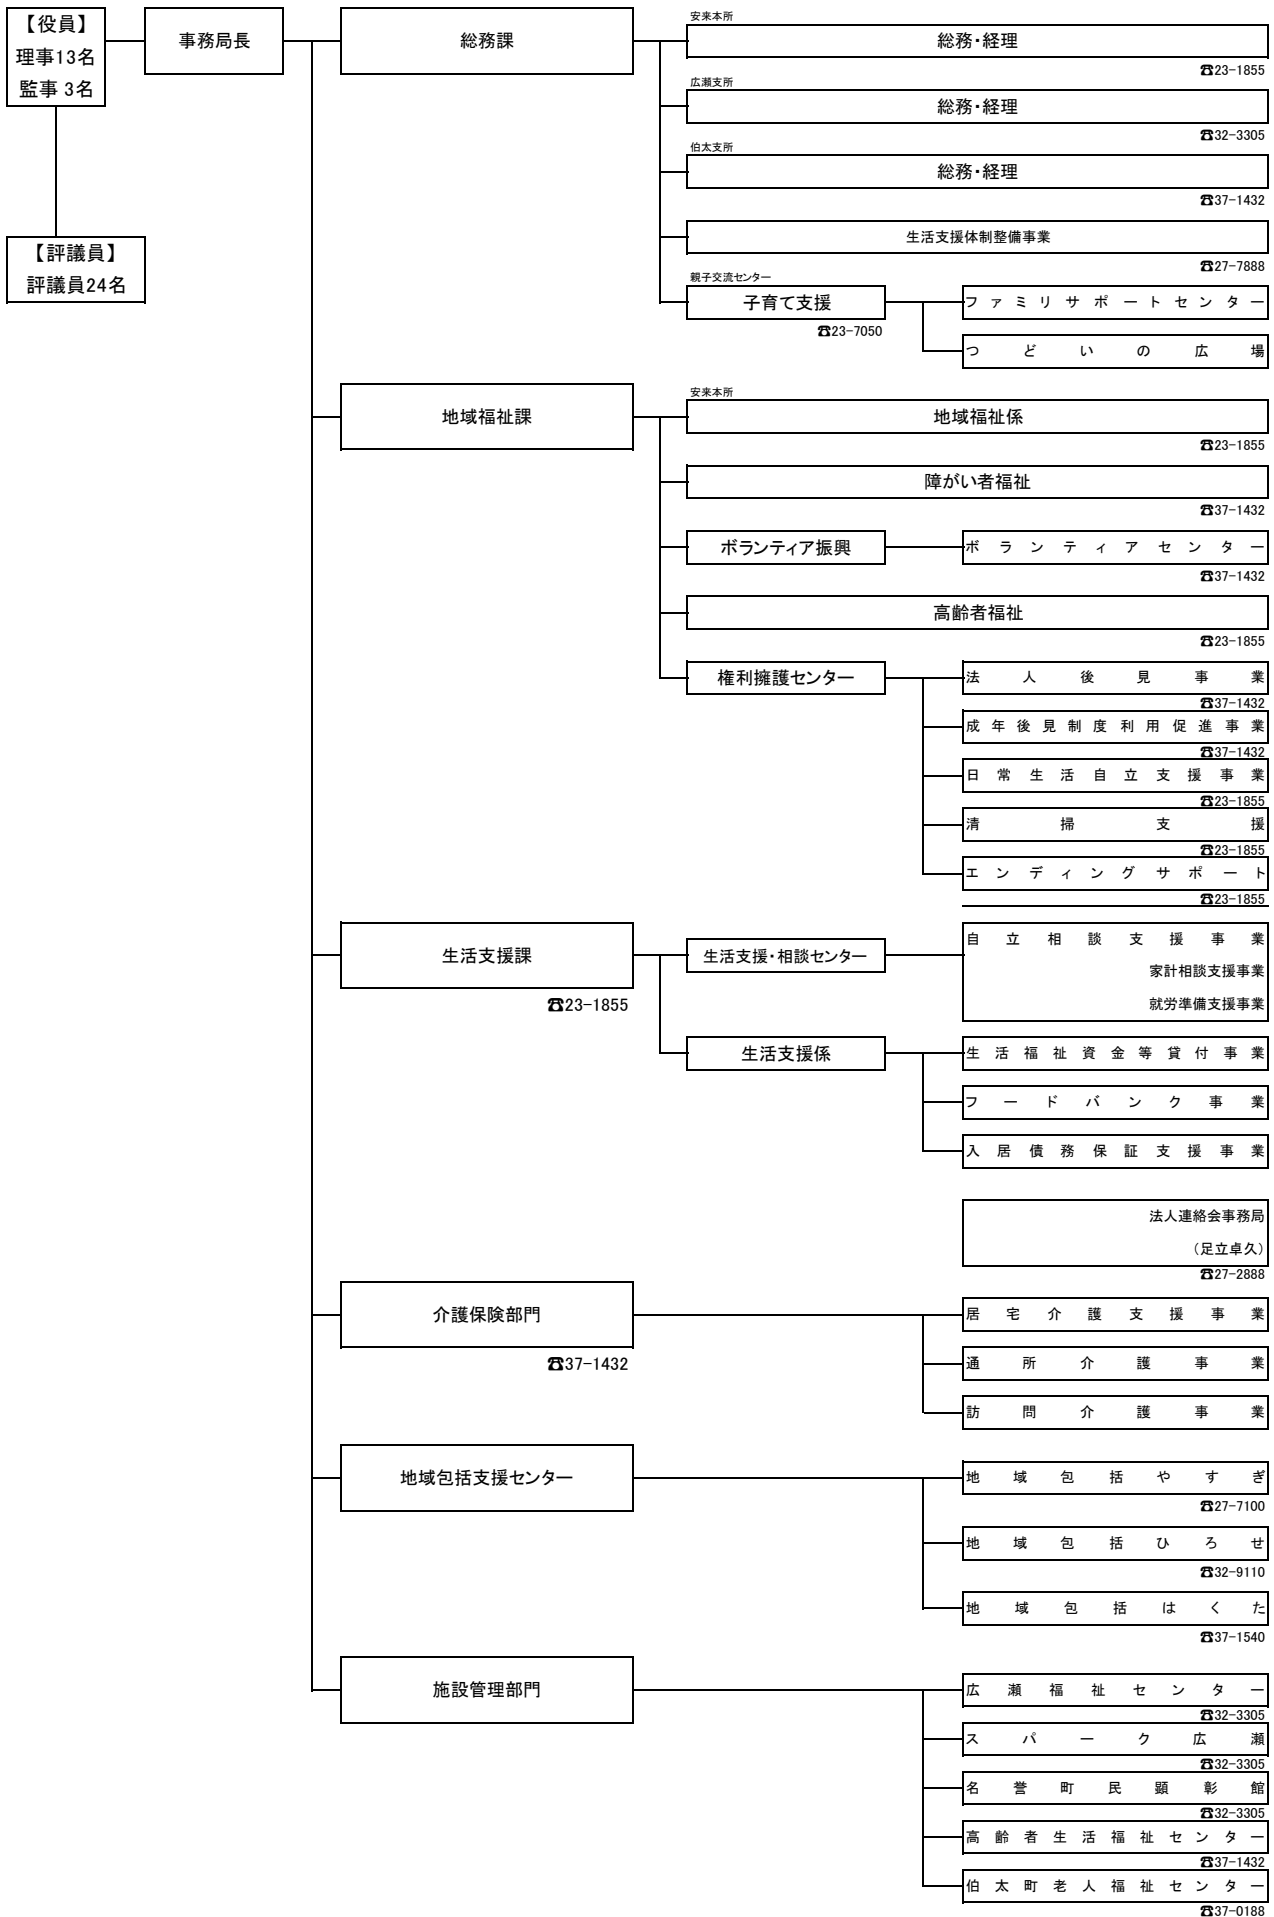 【役員】
理事13名
監事 3名
事務局長
【評議員】
評議員24名
総務課
安来本所
総務・経理
☎23-1855
広瀬支所
総務・経理
☎32-3305
伯太支所
総務・経理
☎37-1432
生活支援体制整備事業
☎27-7888
親子交流センター
子育て支援
☎23-7050
ファミリサポートセンター
つどいの広場
地域福祉課
安来本所
地域福祉係
☎23-1855
障がい者福祉
☎37-1432
ボランティア振興
ボランティアセンター
☎37-1432
高齢者福祉
☎23-1855
権利擁護センター
法人後見事業
☎37-1432
成年後見制度利用促進事業
☎37-1432
日常生活自立支援事業
☎23-1855
清掃支援
☎23-1855
エンディングサポート
☎23-1855
生活支援課
☎23-1855
生活支援・相談センター
自立相談支援事業
家計相談支援事業
就労準備支援事業
生活支援係
生活福祉資金等貸付事業
フードバンク事業
入居債務保証支援事業
法人連絡会事務局
（足立卓久）
☎27-2888
介護保険部門
☎37-1432
居宅介護支援事業
通所介護事業
訪問介護事業
地域包括支援センター
地域包括やすぎ
☎27-7100
地域包括ひろせ
☎32-9110
地域包括はくた
☎37-1540
施設管理部門
広瀬福祉センター
☎32-3305
スパーク広瀬
☎32-3305
名誉町民顕彰館
☎32-3305
高齢者生活福祉センター
☎37-1432
伯太町老人福祉センター
☎37-0188